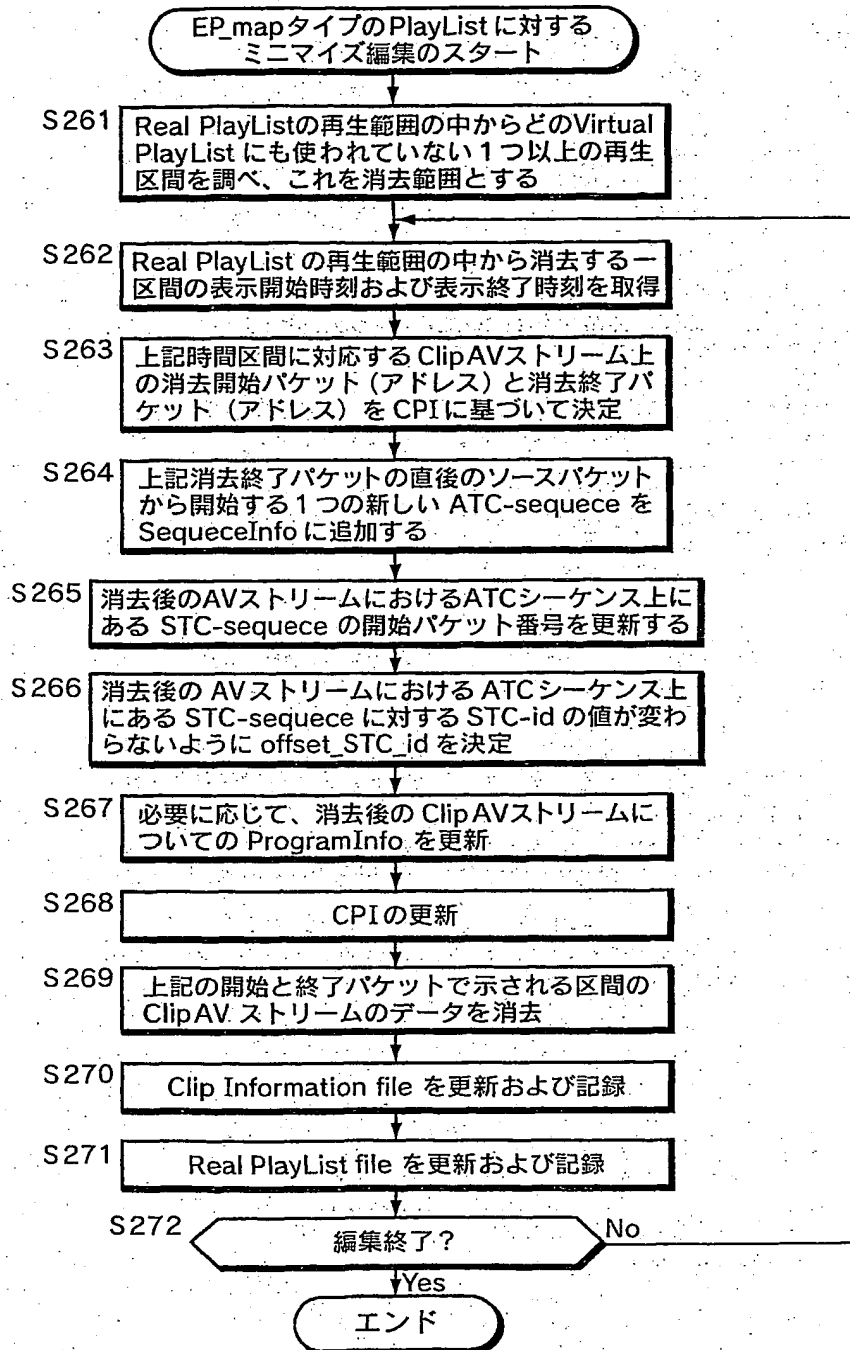 EP_mapタイプのPlayListに対する
ミニマイズ編集のスタート
S261
Real PlayListの再生範囲の中からどのVirtual
PlayListにも使われていない1つ以上の再生
区間を調べ、これを消去範囲とする
S262
Real PlayListの再生範囲の中から消去する一
区間の表示開始時刻および表示終了時刻を取得
S263
上記時間区間に対応するClipAVストリーム上
の消去開始パケット(アドレス)と消去終了パ
ケット(アドレス)をCPIに基づいて決定
S264
上記消去終了パケットの直後のソースパケット
から開始する1つの新しい ATC-sequeceを
SequeceInfoに追加する
S265
消去後のAVストリームにおけるATCシーケンス上に
ある STC-sequeceの開始パケット番号を更新する
S266
消去後の AVストリームにおける ATCシーケンス上
にある STC-sequeceに対する STC-idの値が変わ
らないように offset_STC_idを決定
S267
必要に応じて、消去後の ClipAVストリームに
ついての ProgramInfoを更新
S268
CPIの更新
S269
上記の開始と終了パケットで示される区間の
ClipAV ストリームのデータを消去
S270
Clip Information fileを更新および記録
S271
Real PlayList fileを更新および記録
S272
編集終了?
No
Yes
エンド